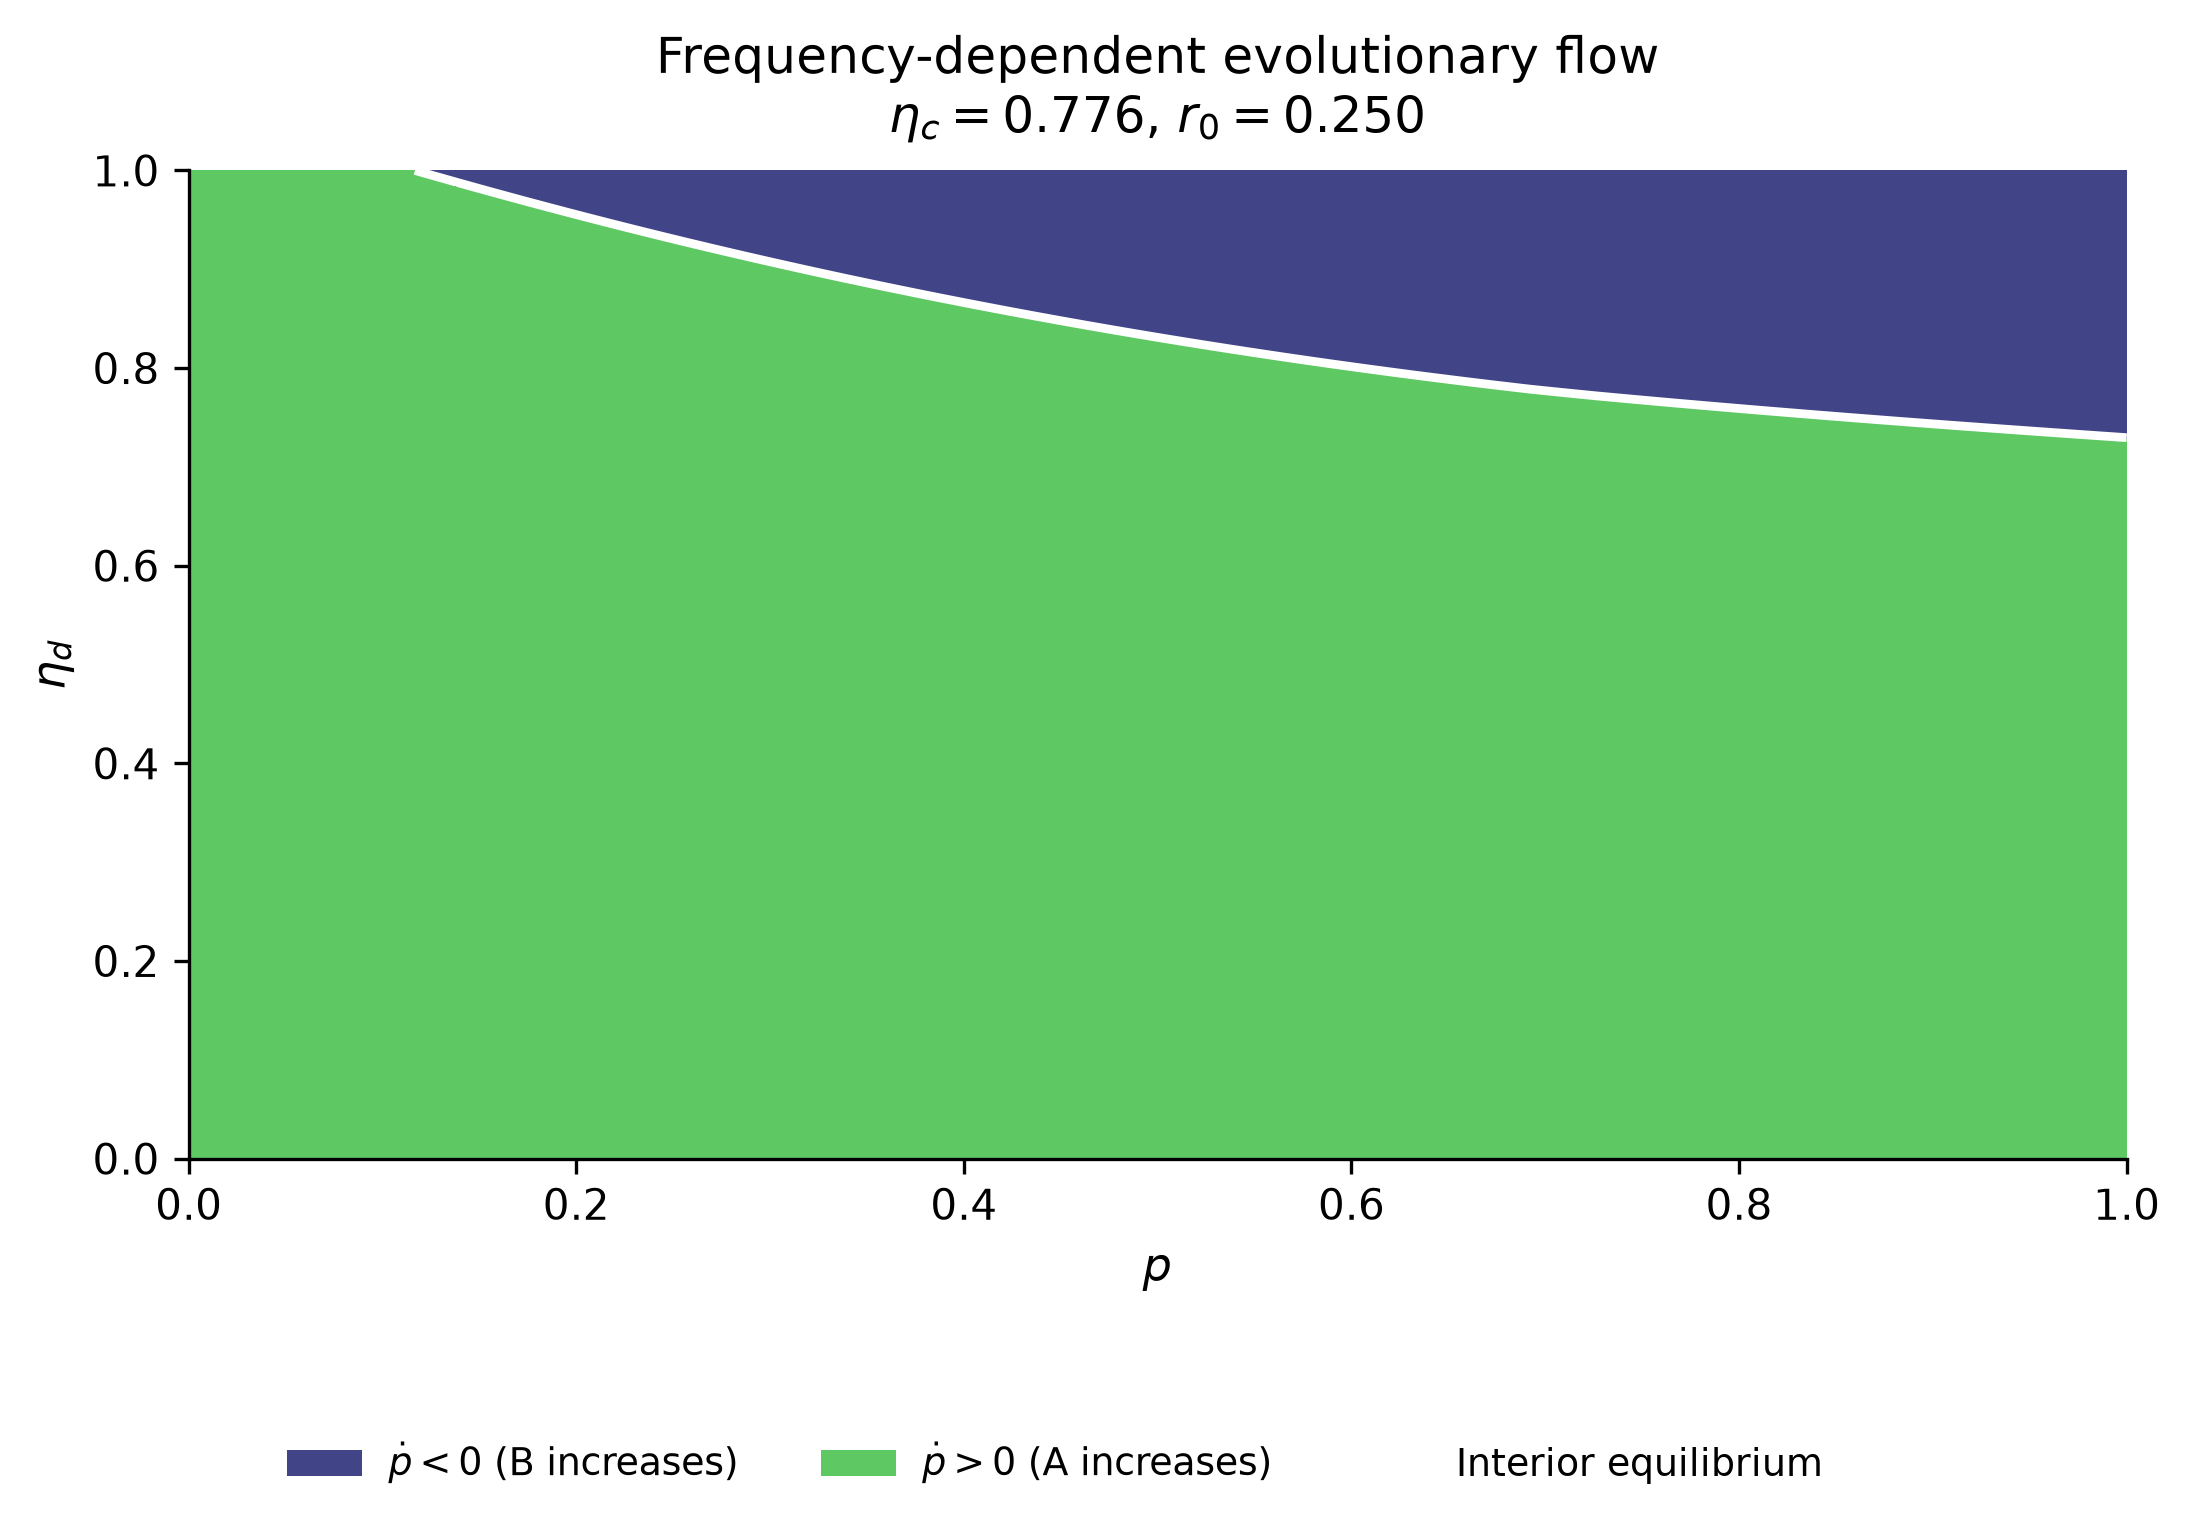 Frequency-dependent evolutionary flow
η_c = 0.776, r_0 = 0.250
1.0
0.8
0.6
0.4
0.2
0.0
η_d
0.0 0.2 0.4 0.6 0.8 1.0
p
ṗ < 0 (B increases) ṗ > 0 (A increases) Interior equilibrium